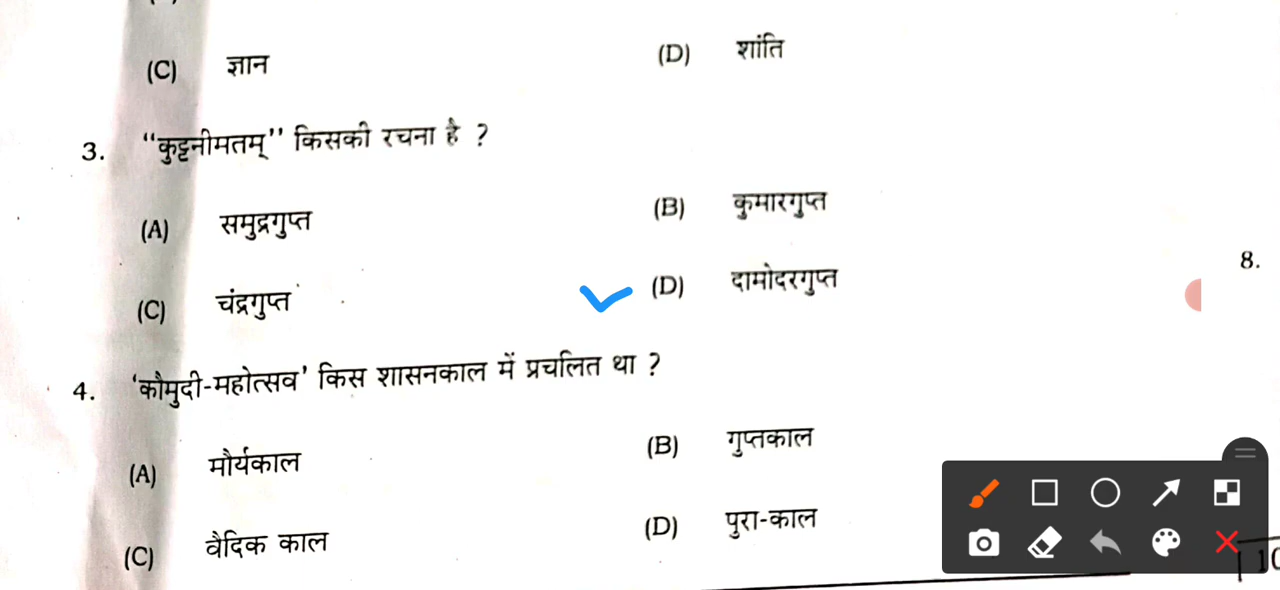 (C) ज्ञान (D) शांति
3. “कुट्टनीमतम्” किसकी रचना है ?
(A) समुद्रगुप्त (B) कुमारगुप्त
(C) चंद्रगुप्त (D) दामोदरगुप्त
8.
4. ‘कौमुदी-महोत्सव’ किस शासनकाल में प्रचलित था ?
(A) मौर्यकाल (B) गुप्तकाल
(C) वैदिक काल (D) पुरा-काल